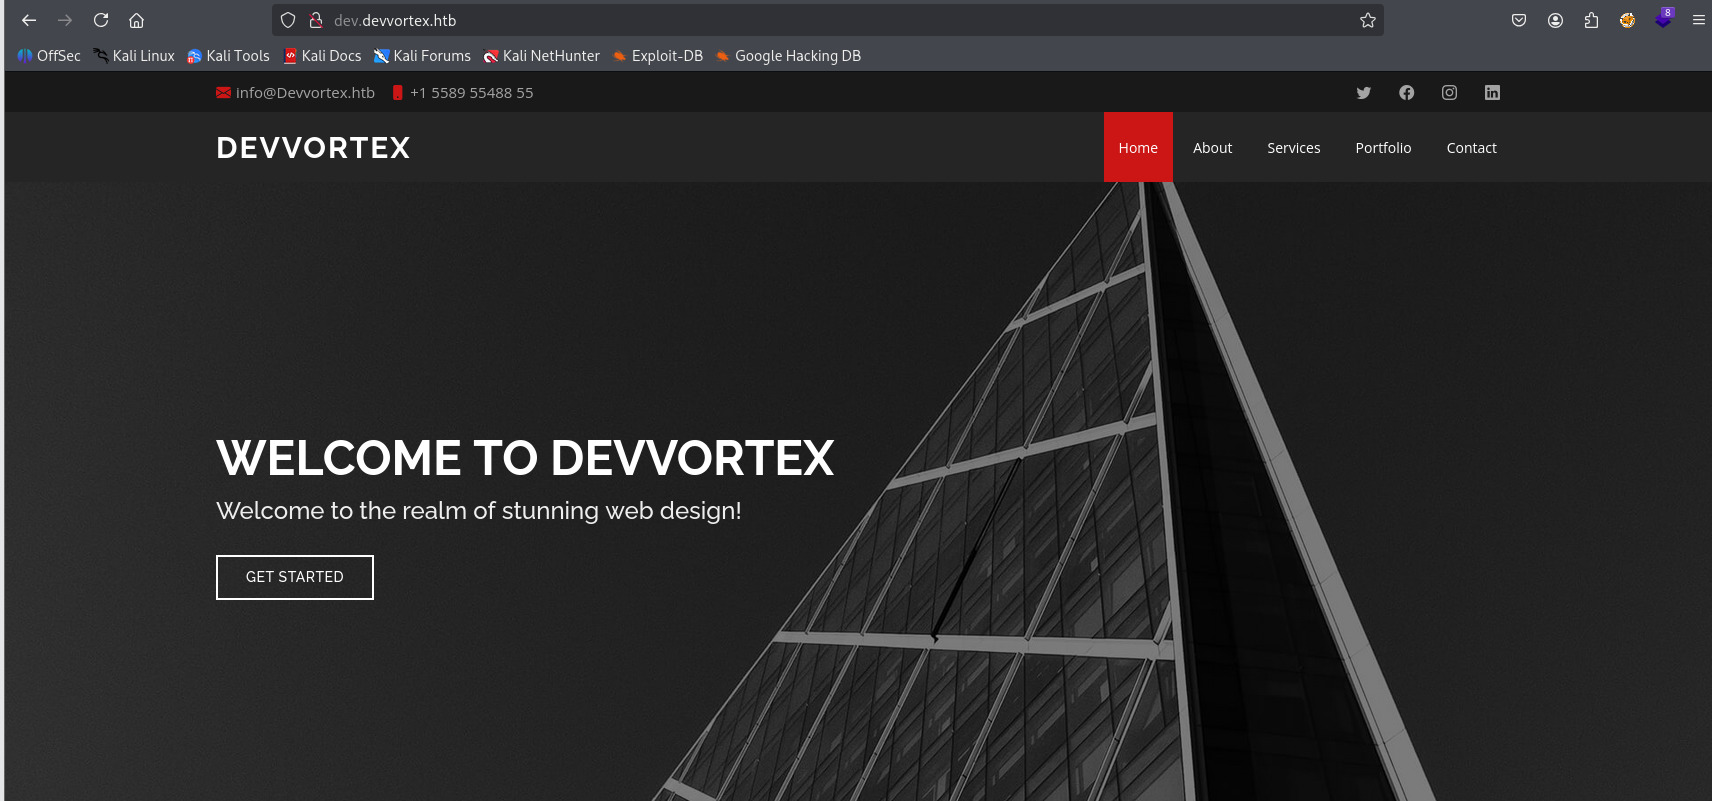 dev.devvortex.htb
8
OffSec Kali Linux Kali Tools Kali Docs Kali Forums Kali NetHunter Exploit-DB Google Hacking DB
info@Devvortex.htb +1 5589 55488 55
DEVVORTEX
Home About Services Portfolio Contact
WELCOME TO DEVVORTEX
Welcome to the realm of stunning web design!
GET STARTED